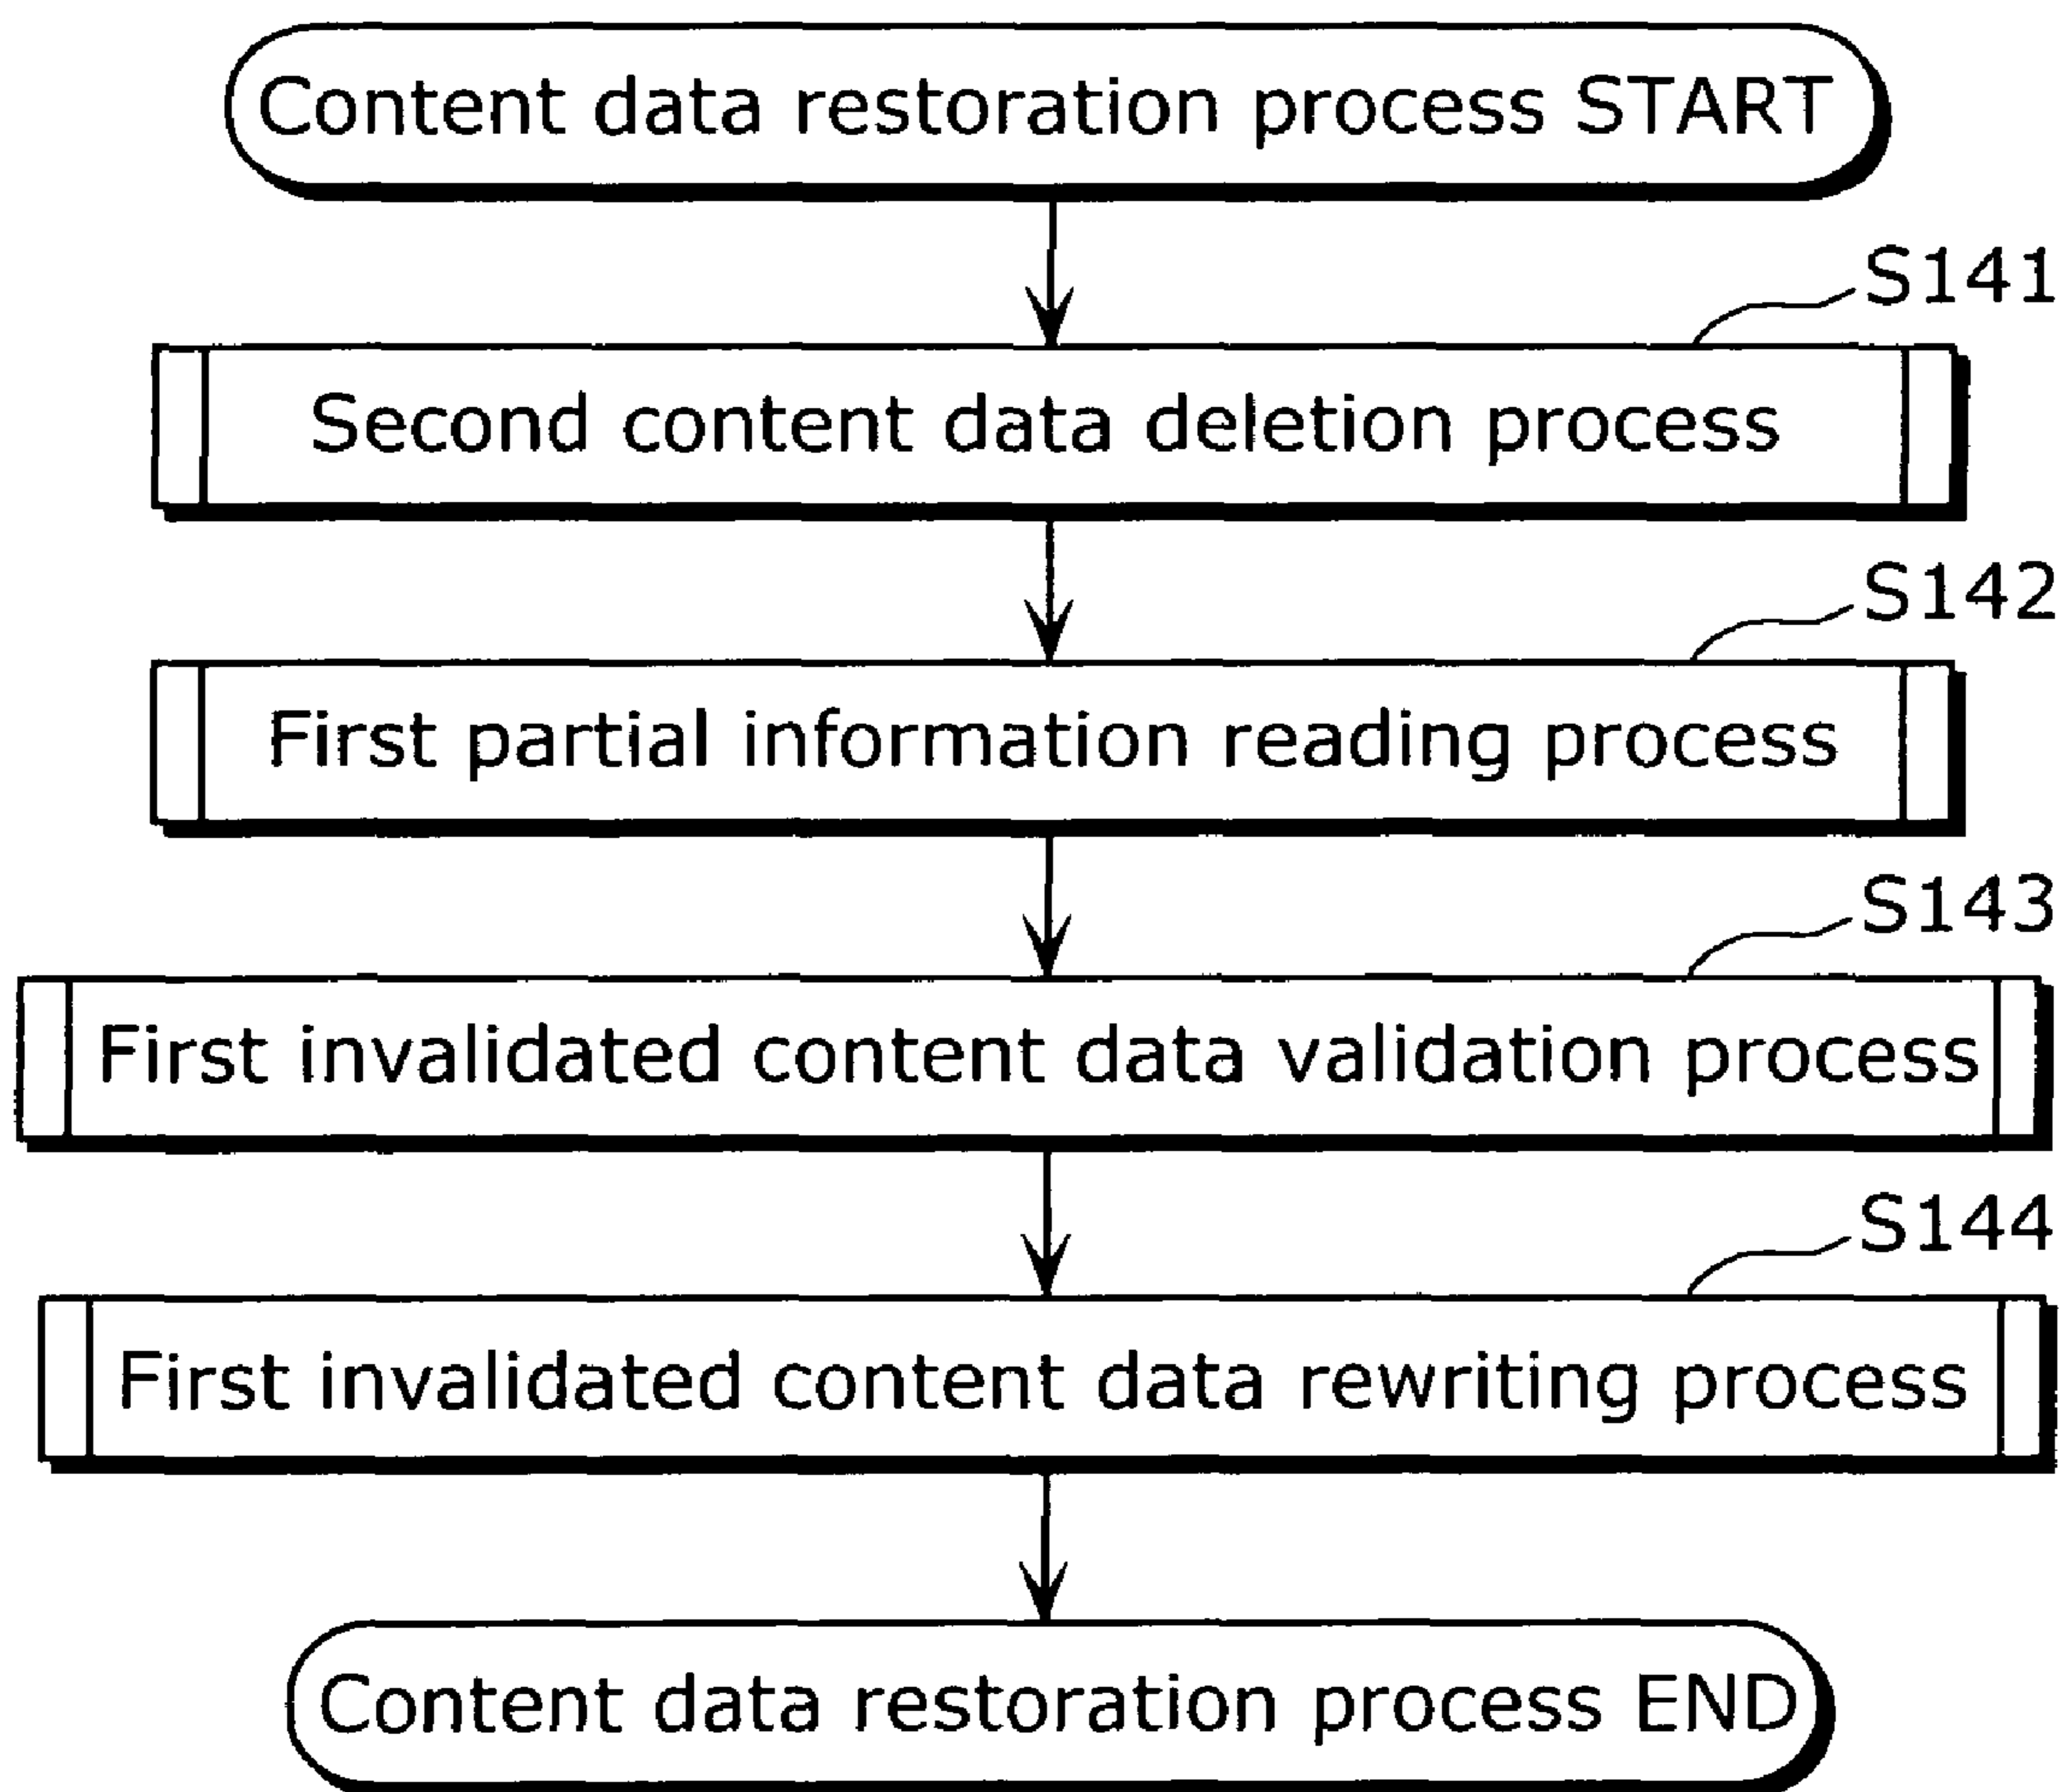 Content data restoration process START
S141
Second content data deletion process
S142
First partial information reading process
S143
First invalidated content data validation process
S144
First invalidated content data rewriting process
Content data restoration process END